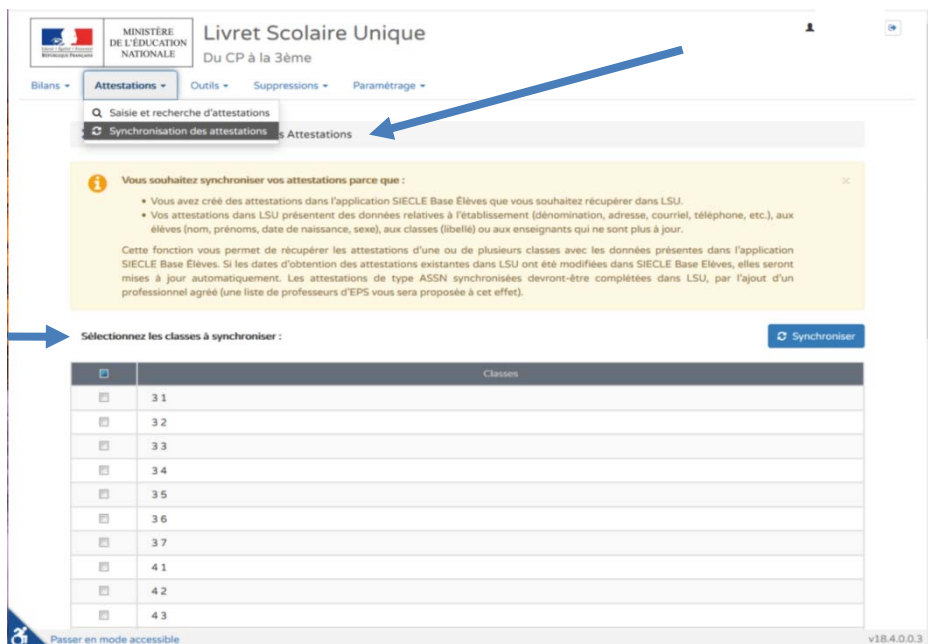 MINISTÈRE
DE L'ÉDUCATION
NATIONALE
Livret Scolaire Unique
Du CP à la 3ème
Bilans Attestations Outils Suppressions Paramétrage
Saisie et recherche d'attestations
Synchronisation des attestations
s Attestations
Vous souhaitez synchroniser vos attestations parce que :
• Vous avez créé des attestations dans l'application SIECLE Base Élèves que vous souhaitez récupérer dans LSU.
• Vos attestations dans LSU présentent des données relatives à l'établissement (dénomination, adresse, courriel, téléphone, etc.), aux
élèves (nom, prénoms, date de naissance, sexe), aux classes (libellé) ou aux enseignants qui ne sont plus à jour.
Cette fonction vous permet de récupérer les attestations d'une ou de plusieurs classes avec les données présentes dans l'application
SIECLE Base Élèves. Si les dates d'obtention des attestations existantes dans LSU ont été modifiées dans SIECLE Base Elèves, elles seront
mises à jour automatiquement. Les attestations de type ASSN synchronisées devront-être complétées dans LSU, par l'ajout d'un
professionnel agréé (une liste de professeurs d'EPS vous sera proposée à cet effet).
Sélectionnez les classes à synchroniser :
Synchroniser
Classes
3 1
3 2
3 3
3 4
3 5
3 6
3 7
4 1
4 2
4 3
Passer en mode accessible
v18.4.0.0.3